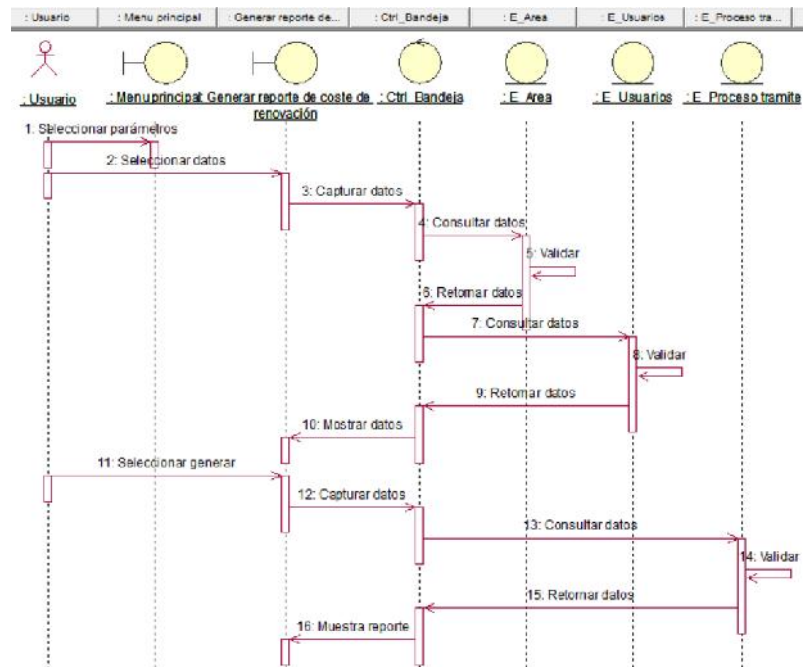 : Usuario
: Menu principal
: Generar reporte de...
: Ctrl_Bandeja
: E_Area
: E_Usuarios
: E_Proceso tra...
: Usuario
: Menu principal
: Generar reporte de coste de
renovación
: Ctrl_Bandeja
: E_Area
: E_Usuarios
: E_Proceso tramite
1: Seleccionar parámetros
2: Seleccionar datos
3: Capturar datos
4: Consultar datos
5: Validar
6: Retornar datos
7: Consultar datos
8: Validar
9: Retornar datos
10: Mostrar datos
11: Seleccionar generar
12: Capturar datos
13: Consultar datos
14: Validar
15: Retornar datos
16: Muestra reporte